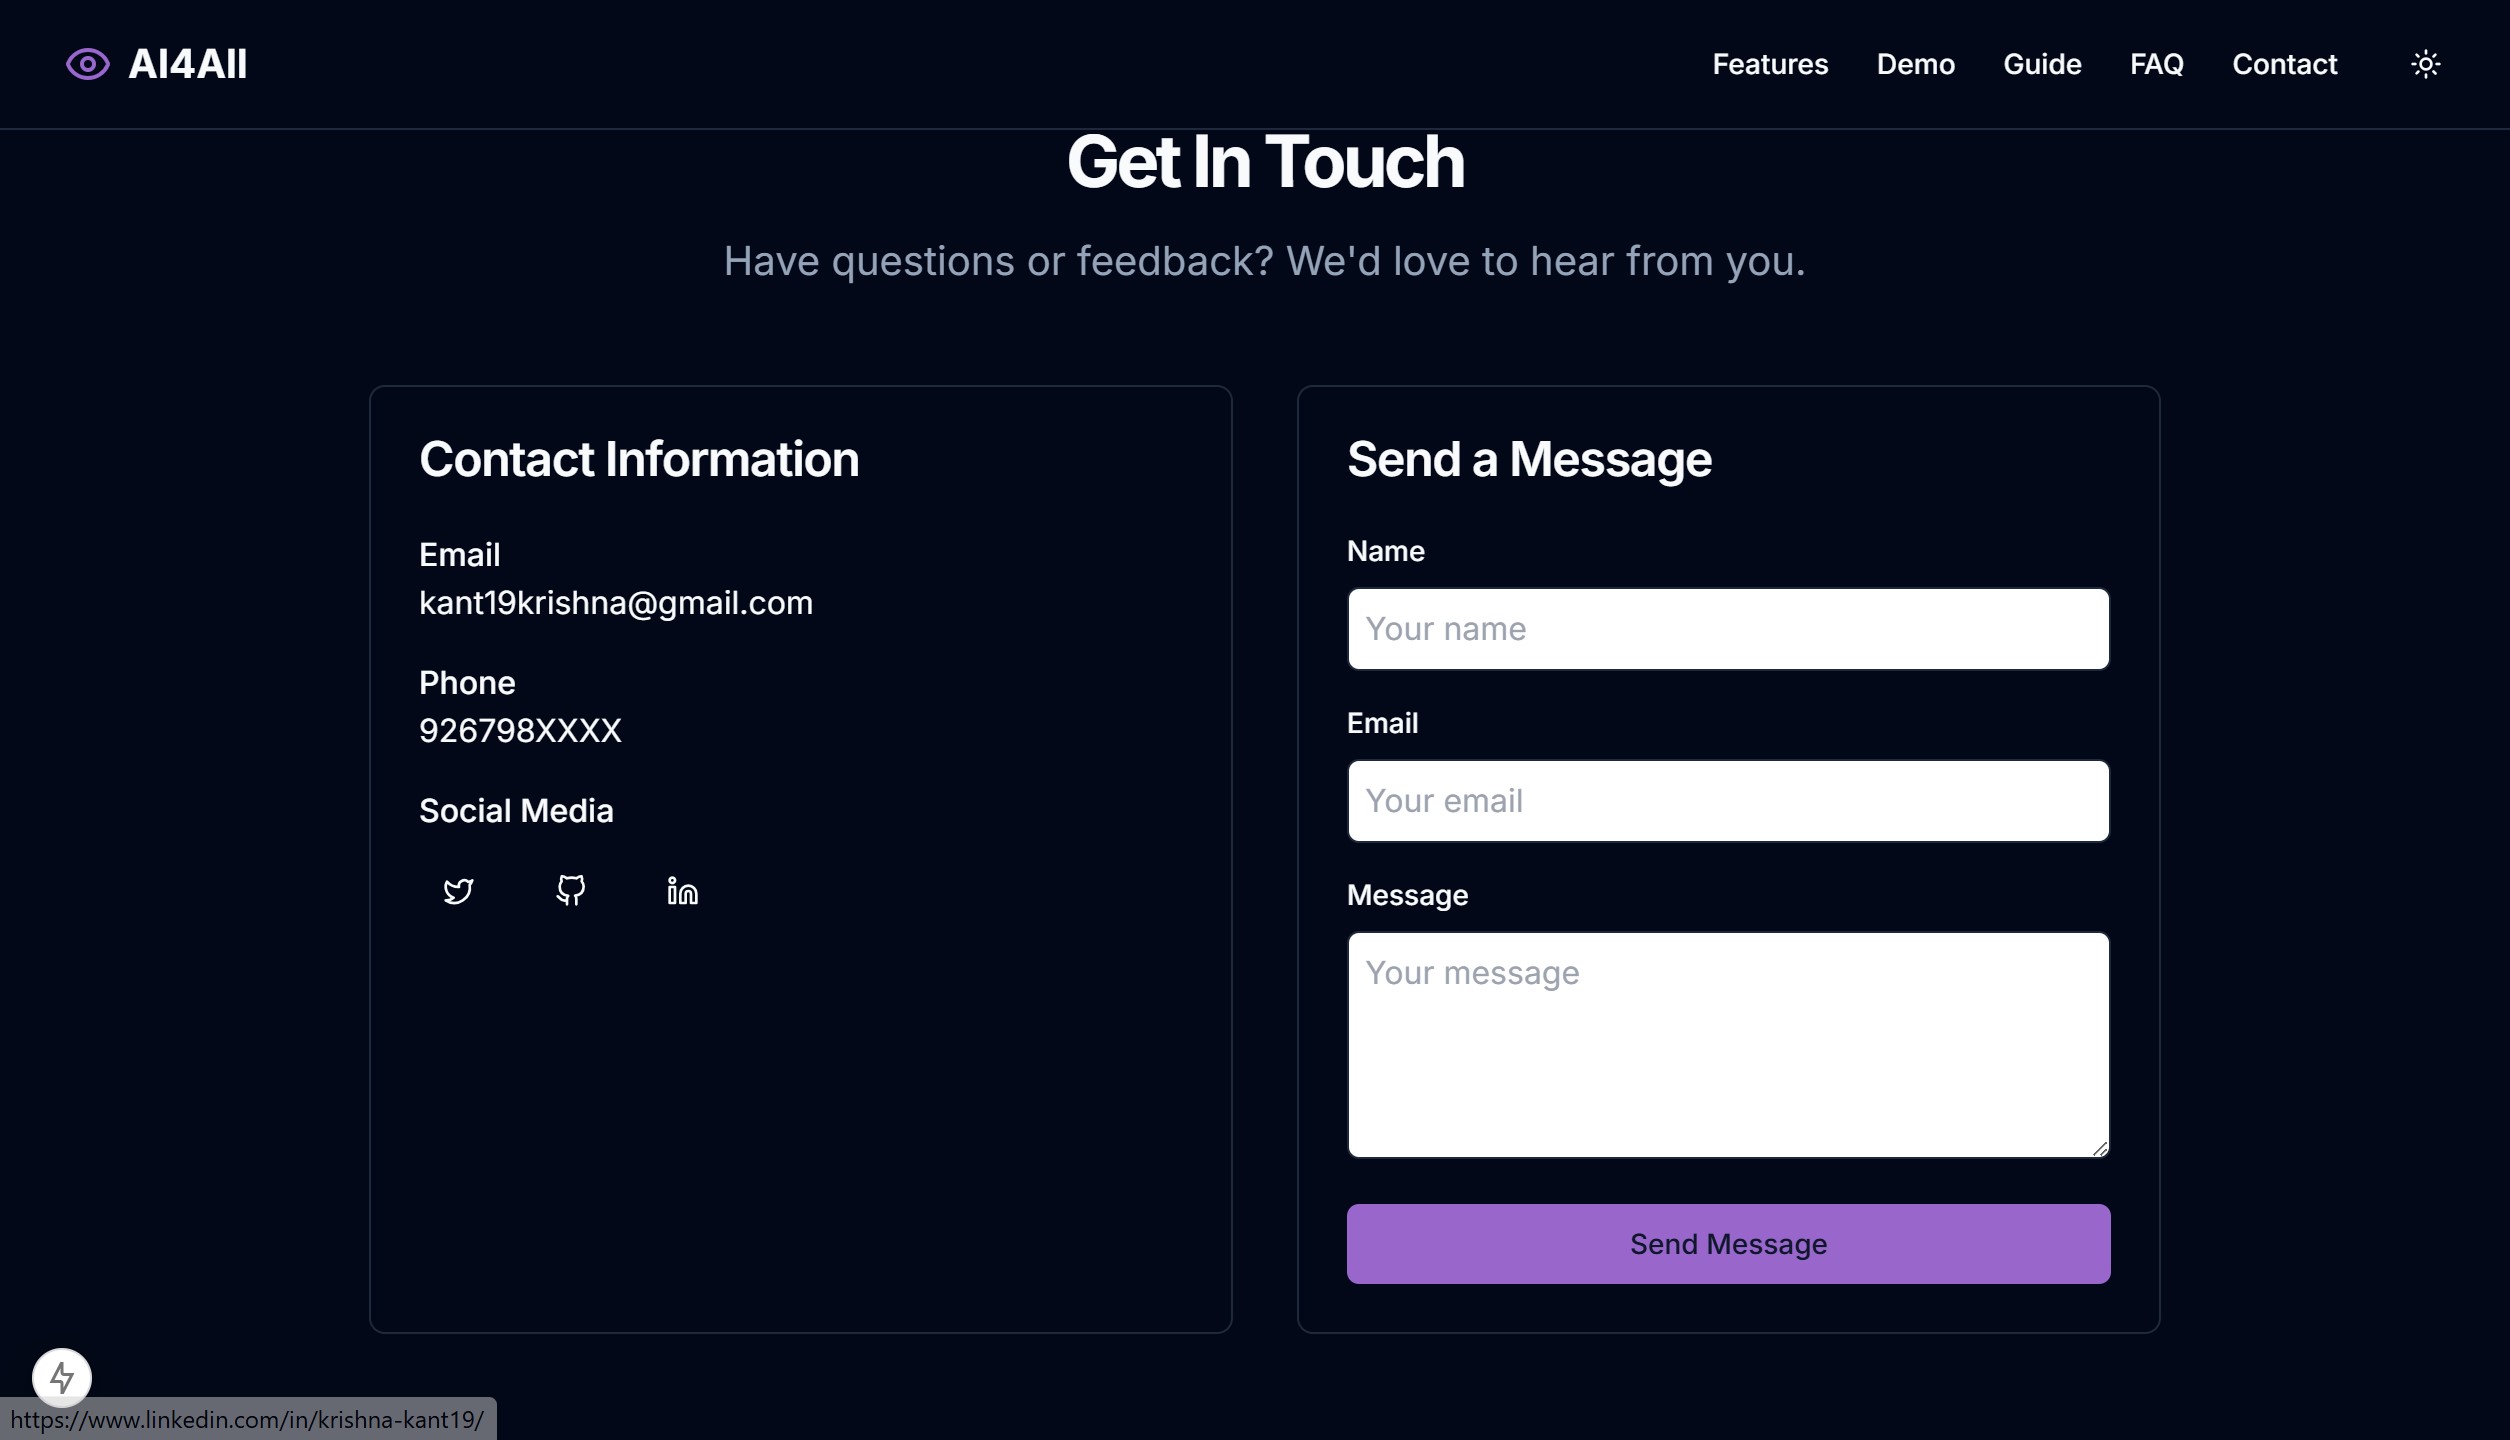 AI4All
Features Demo Guide FAQ Contact
Get In Touch
Have questions or feedback? We'd love to hear from you.
Contact Information
Email
kant19krishna@gmail.com
Phone
926798XXXX
Social Media
Send a Message
Name
Your name
Email
Your email
Message
Your message
Send Message
https://www.linkedin.com/in/krishna-kant19/